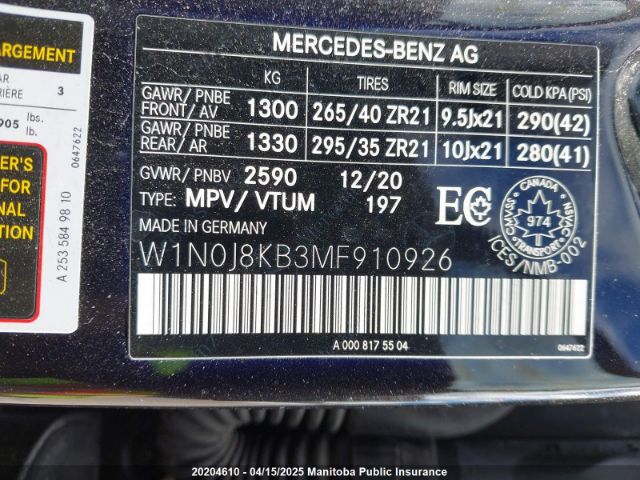 ARGEMENT
AR
IÈRE 3
905 lbs.
lb.
0647622
ER'S
FOR
NAL
TION
A 253 584 98 10
MERCEDES-BENZ AG
KG TIRES RIM SIZE COLD KPA(PSI)
GAWR/PNBE
FRONT/AV 1300 265/40 ZR21 9.5Jx21 290(42)
GAWR/PNBE
REAR/AR 1330 295/35 ZR21 10Jx21 280(41)
GVWR/PNBV 2590 12/20
TYPE: MPV/VTUM 197
MADE IN GERMANY
EC
CANADA
CMVSS 974 NSVAC
TRANSPORT
ICES/NMB-002
W1N0J8KB3MF910926
A 000 817 55 04
0647622
20204610 - 04/15/2025 Manitoba Public Insurance